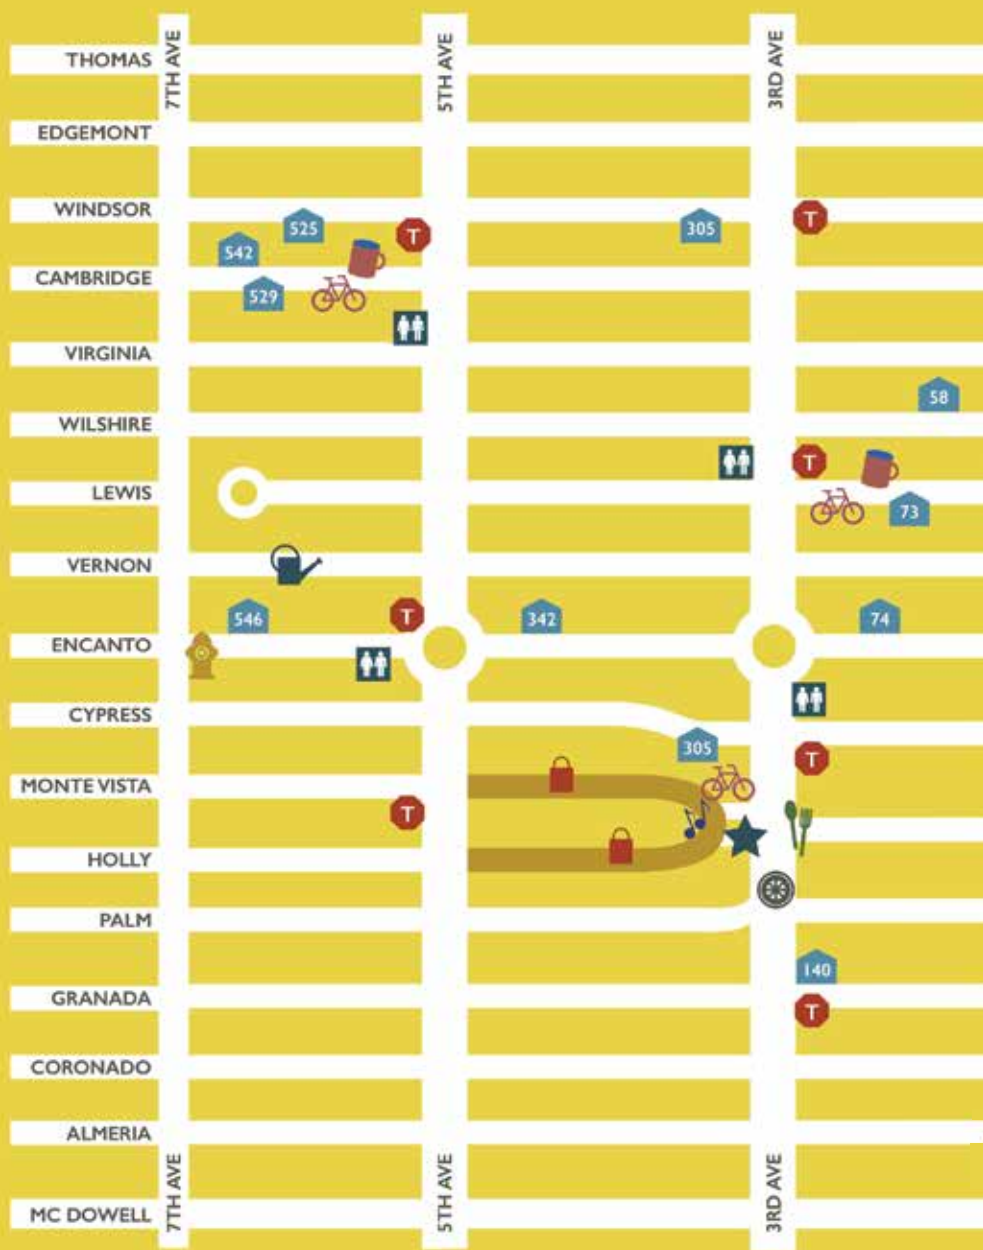 7TH AVE
5TH AVE
3RD AVE
THOMAS
EDGEMONT
WINDSOR
525
T
305
T
542
CAMBRIDGE
529
VIRGINIA
58
WILSHIRE
T
LEWIS
73
VERNON
546
T
342
74
ENCANTO
CYPRESS
305
T
MONTE VISTA
T
HOLLY
PALM
140
GRANADA
T
CORONADO
ALMERIA
7TH AVE
5TH AVE
3RD AVE
MC DOWELL